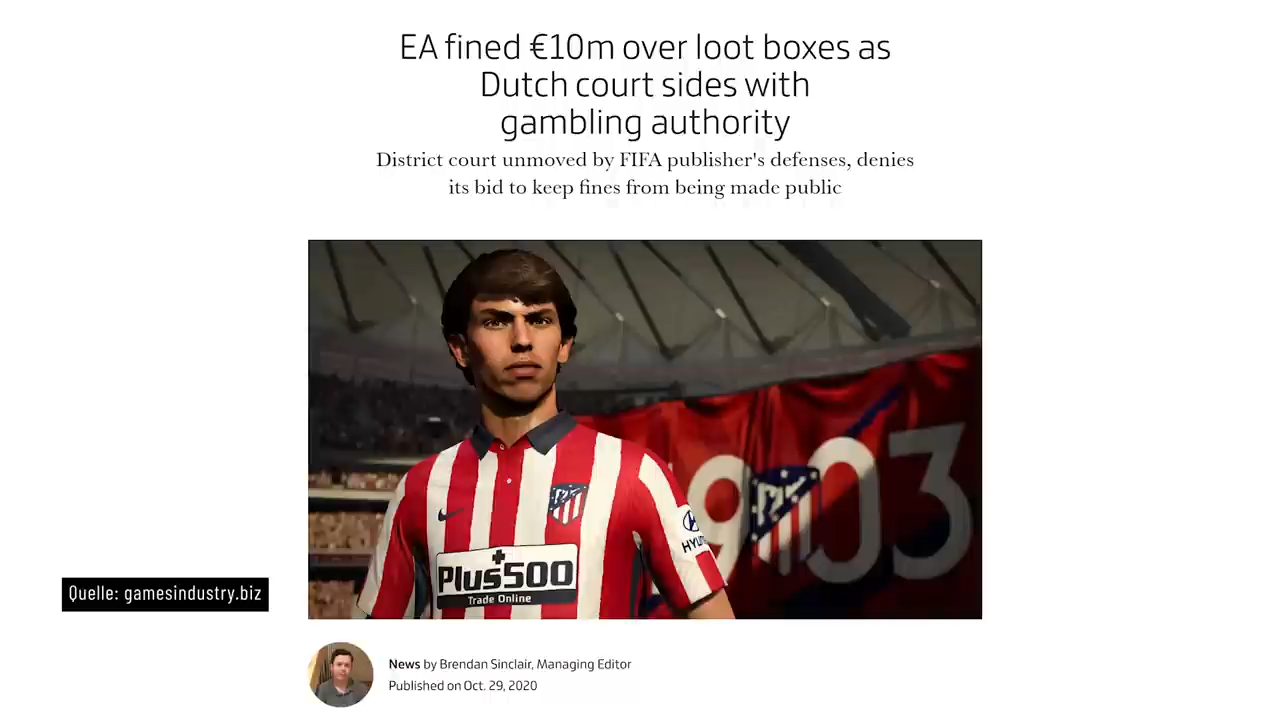 EA fined €10m over loot boxes as
Dutch court sides with
gambling authority
District court unmoved by FIFA publisher's defenses, denies
its bid to keep fines from being made public
1903
HYU
Plus500
Trade Online
Quelle: gamesindustry.biz
News by Brendan Sinclair, Managing Editor
Published on Oct. 29, 2020